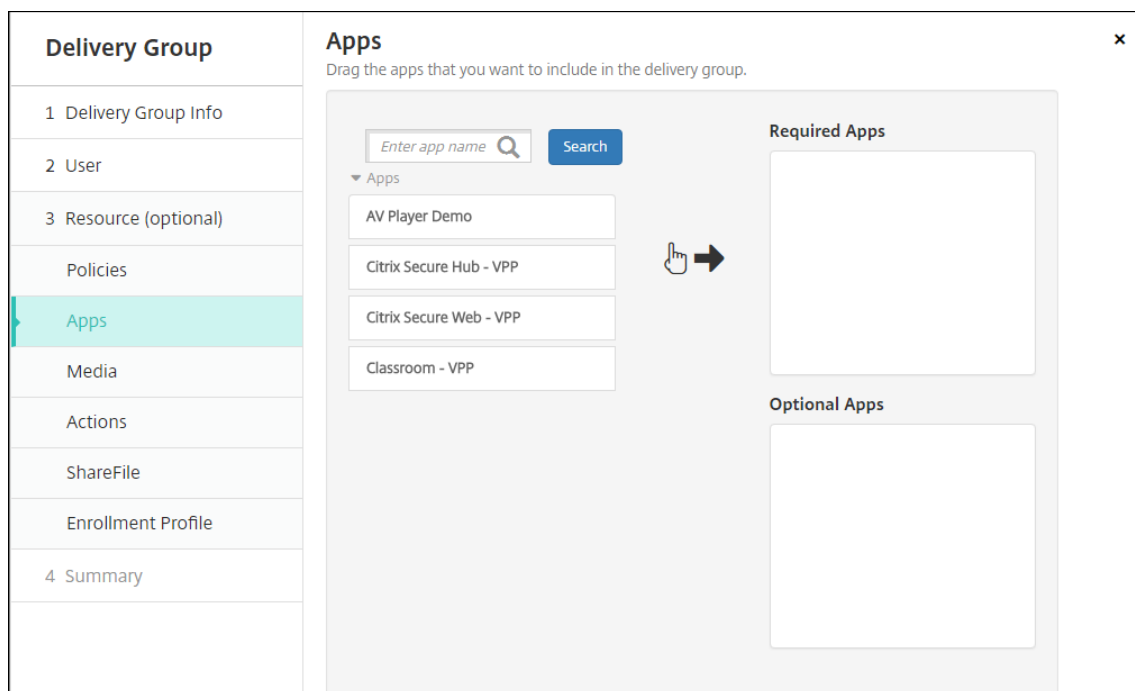 Delivery Group
1 Delivery Group Info
2 User
3 Resource (optional)
Policies
Apps
Media
Actions
ShareFile
Enrollment Profile
4 Summary
Apps
Drag the apps that you want to include in the delivery group.
Enter app name
Search
Apps
AV Player Demo
Citrix Secure Hub - VPP
Citrix Secure Web - VPP
Classroom - VPP
Required Apps
Optional Apps